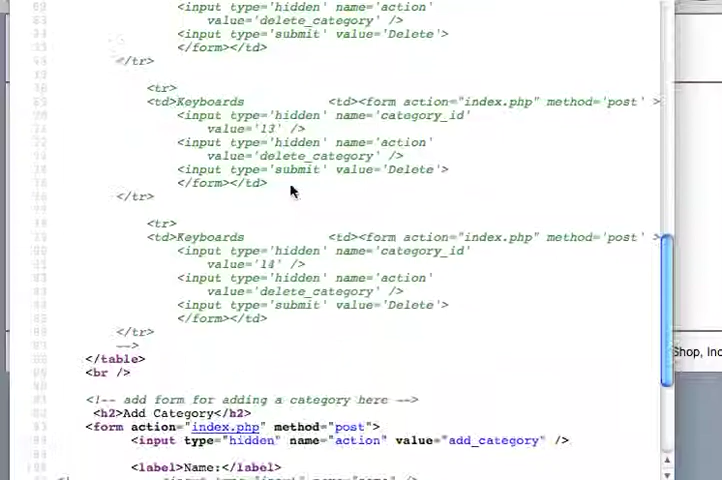 <input type='hidden' name='action'
value='delete_category' />
<input type='submit' value='Delete'>
</form></td>
</tr>
<tr>
<td>Keyboards <td><form action="index.php" method='post' >
<input type='hidden' name='category_id'
value='13' />
<input type='hidden' name='action'
value='delete_category' />
<input type='submit' value='Delete'>
</form></td>
</tr>
<tr>
<td>Keyboards <td><form action="index.php" method='post' >
<input type='hidden' name='category_id'
value='14' />
<input type='hidden' name='action'
value='delete_category' />
<input type='submit' value='Delete'>
</form></td>
</tr>
-->
</table>
<br />
<!-- add form for adding a category here -->
<h2>Add Category</h2>
<form action="index.php" method="post">
<input type="hidden" name="action" value="add_category" />
<label>Name:</label>
Shop, Inc